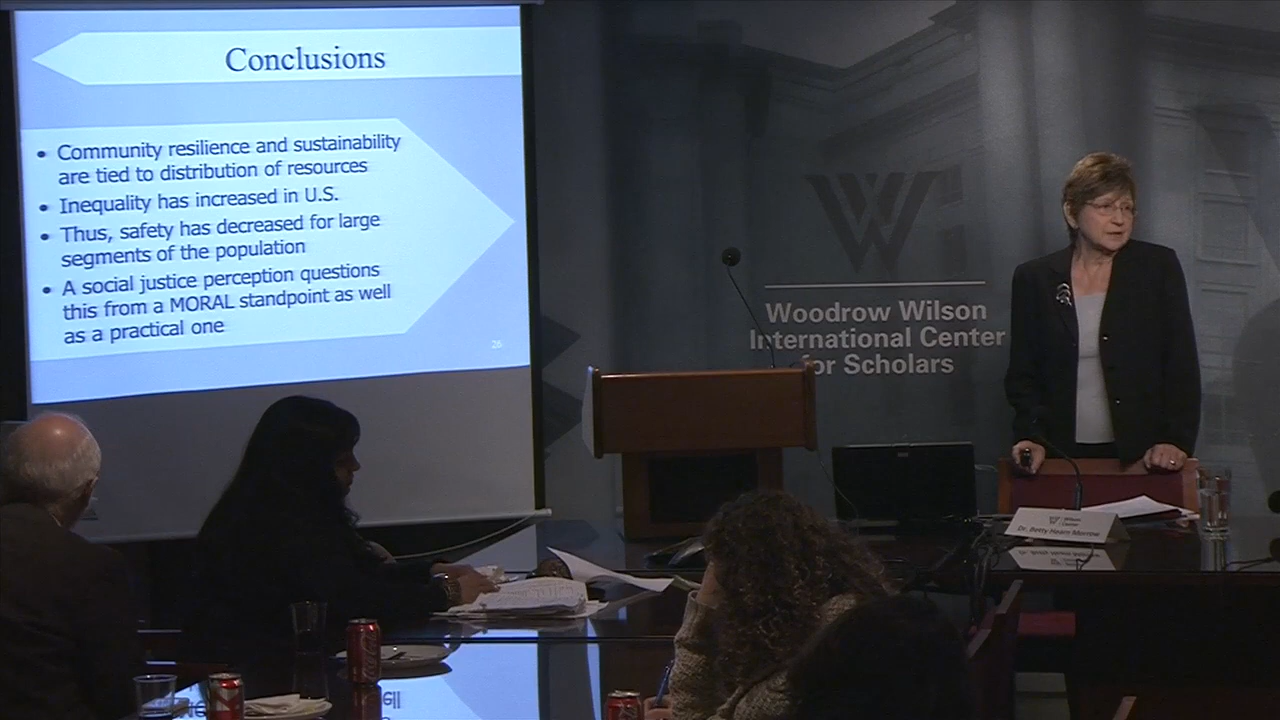 Conclusions
• Community resilience and sustainability
are tied to distribution of resources
• Inequality has increased in U.S.
• Thus, safety has decreased for large
segments of the population
• A social justice perception questions
this from a MORAL standpoint as well
as a practical one
26
W
Woodrow Wilson
International Center
for Scholars
Wilson
Center
Dr. Betty Hearn Morrow